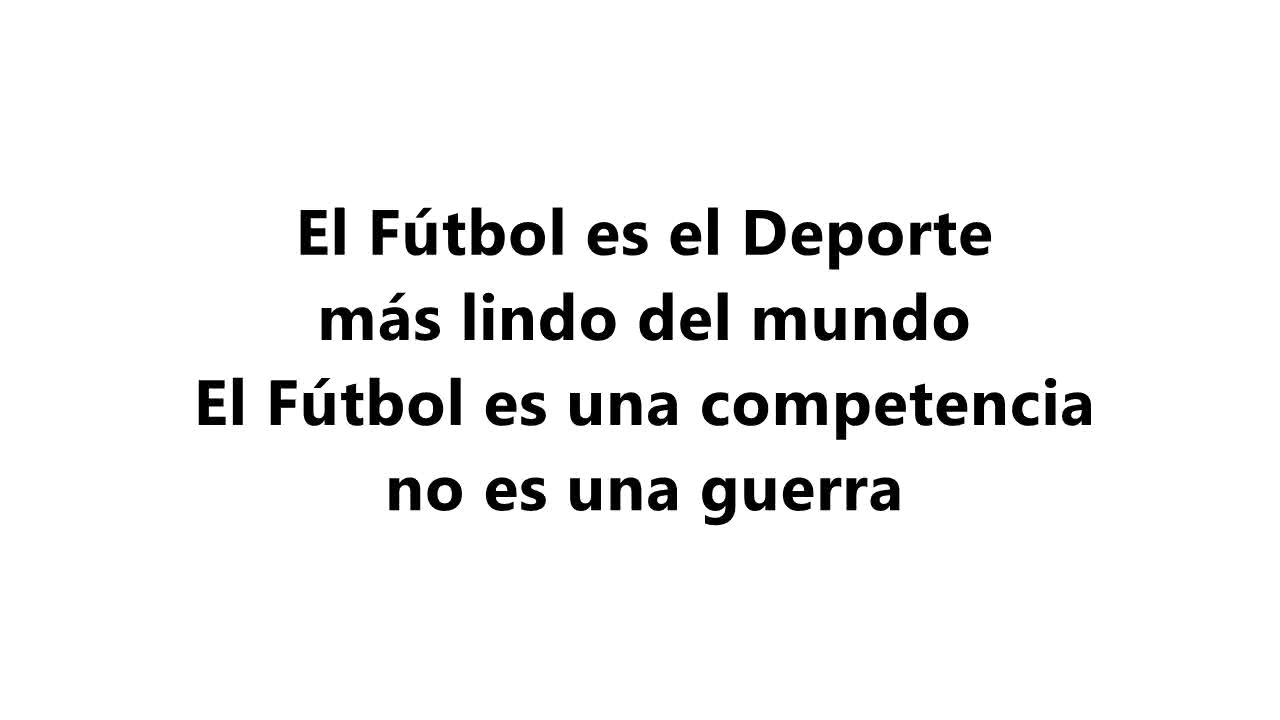 El Fútbol es el Deporte
más lindo del mundo
El Fútbol es una competencia
no es una guerra